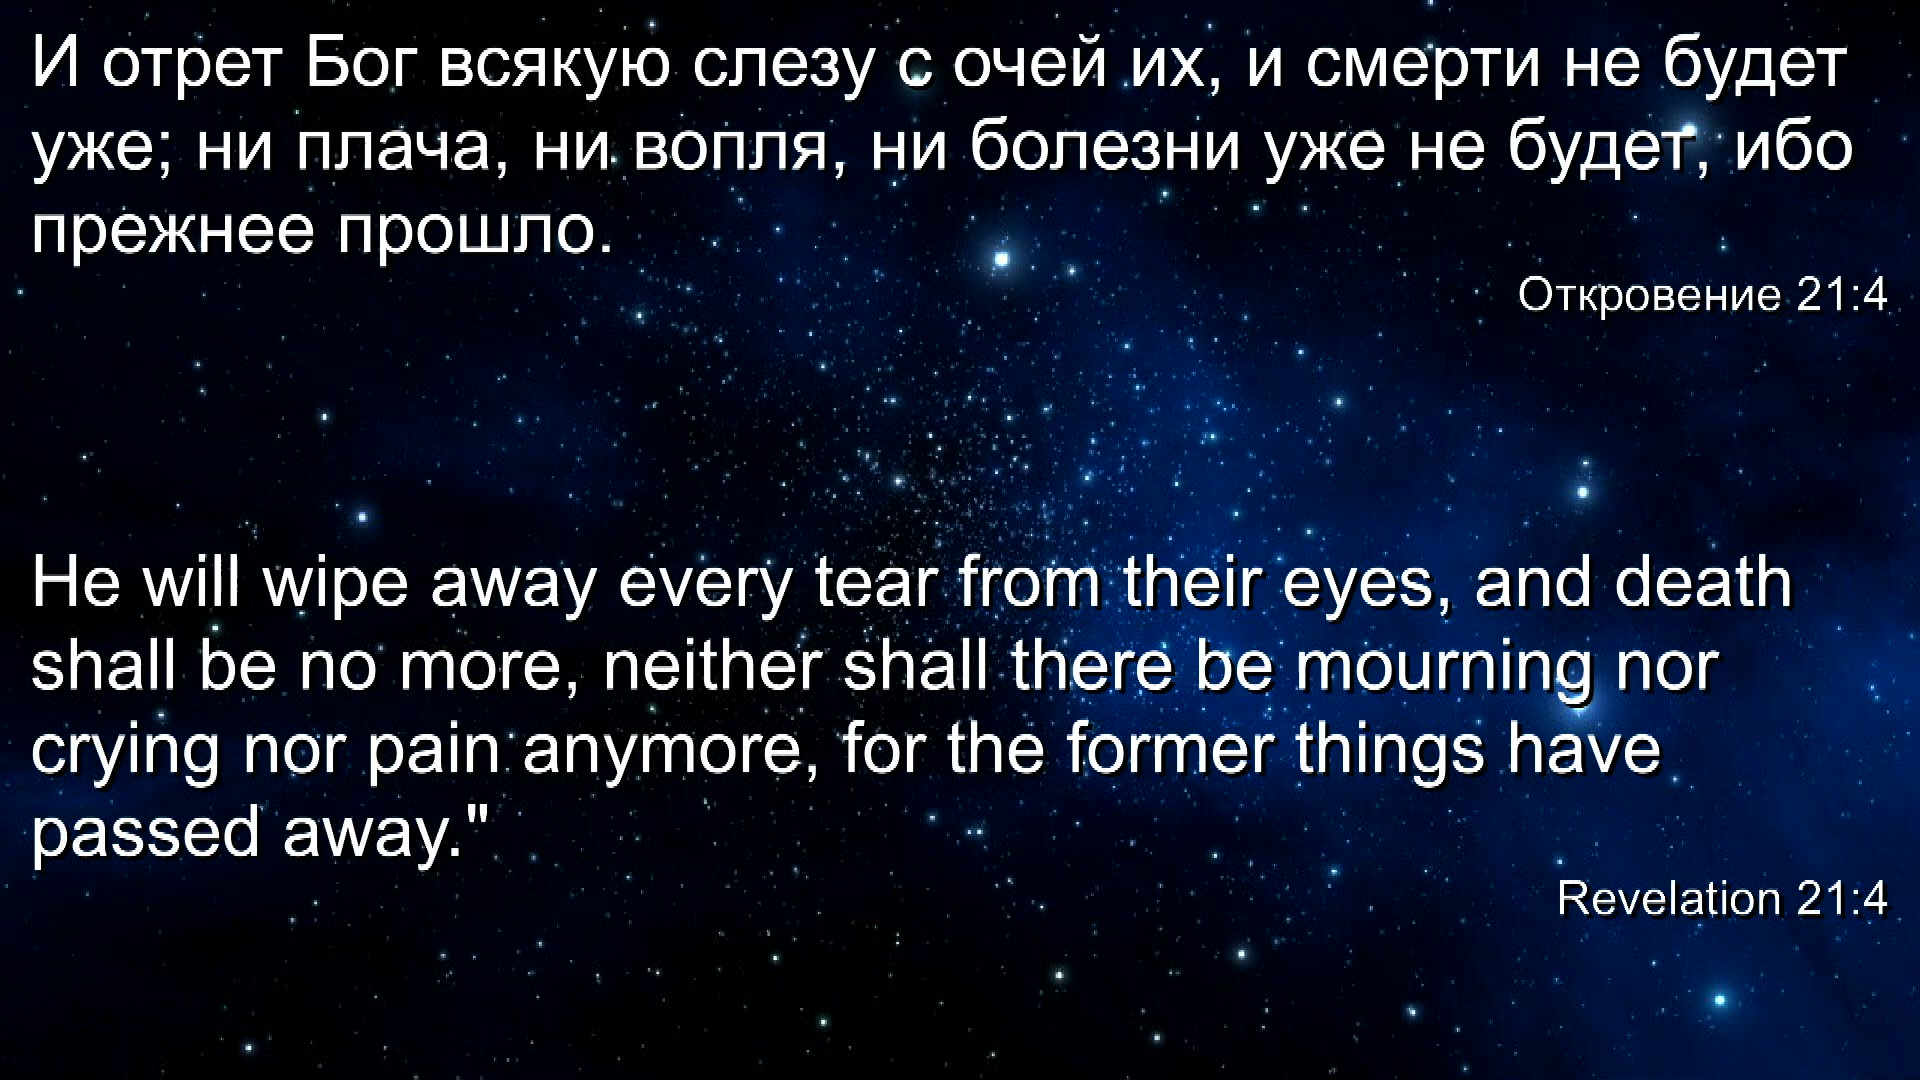 И отрет Бог всякую слезу с очей их, и смерти не будет
уже; ни плача, ни вопля, ни болезни уже не будет, ибо
прежнее прошло.
Откровение 21:4
He will wipe away every tear from their eyes, and death
shall be no more, neither shall there be mourning nor
crying nor pain anymore, for the former things have
passed away."
Revelation 21:4